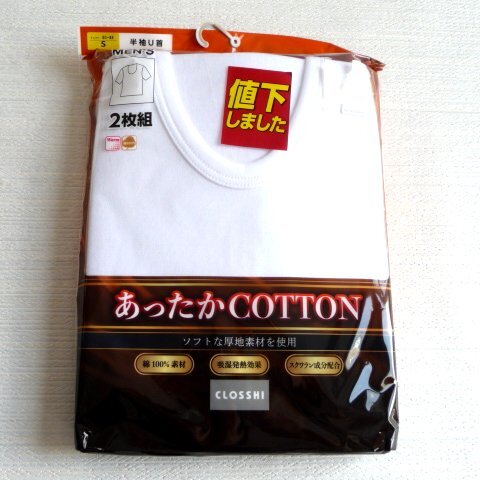 S
半袖U首
MEN'S
2枚組
Warm
値下
しました
あったかCOTTON
ソフトな厚地素材を使用
綿100%素材
吸湿発熱効果
スクワラン成分配合
CLOSSHI